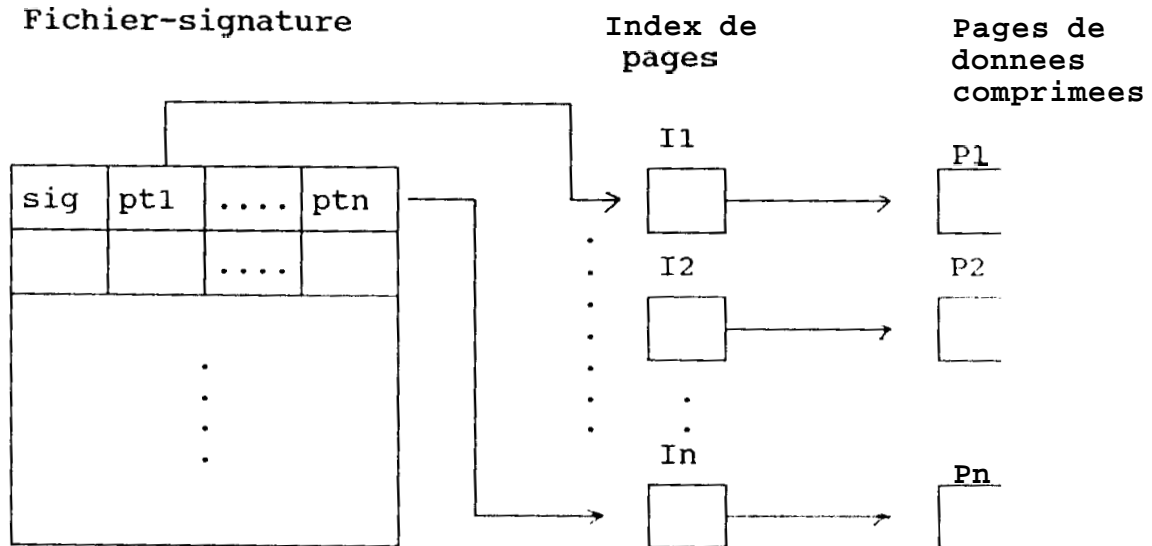 Fichier-signature
Index de
pages
Pages de
donnees
comprimees
I1
P1
sig pt1 .... ptn
....
I2
P2
In
Pn